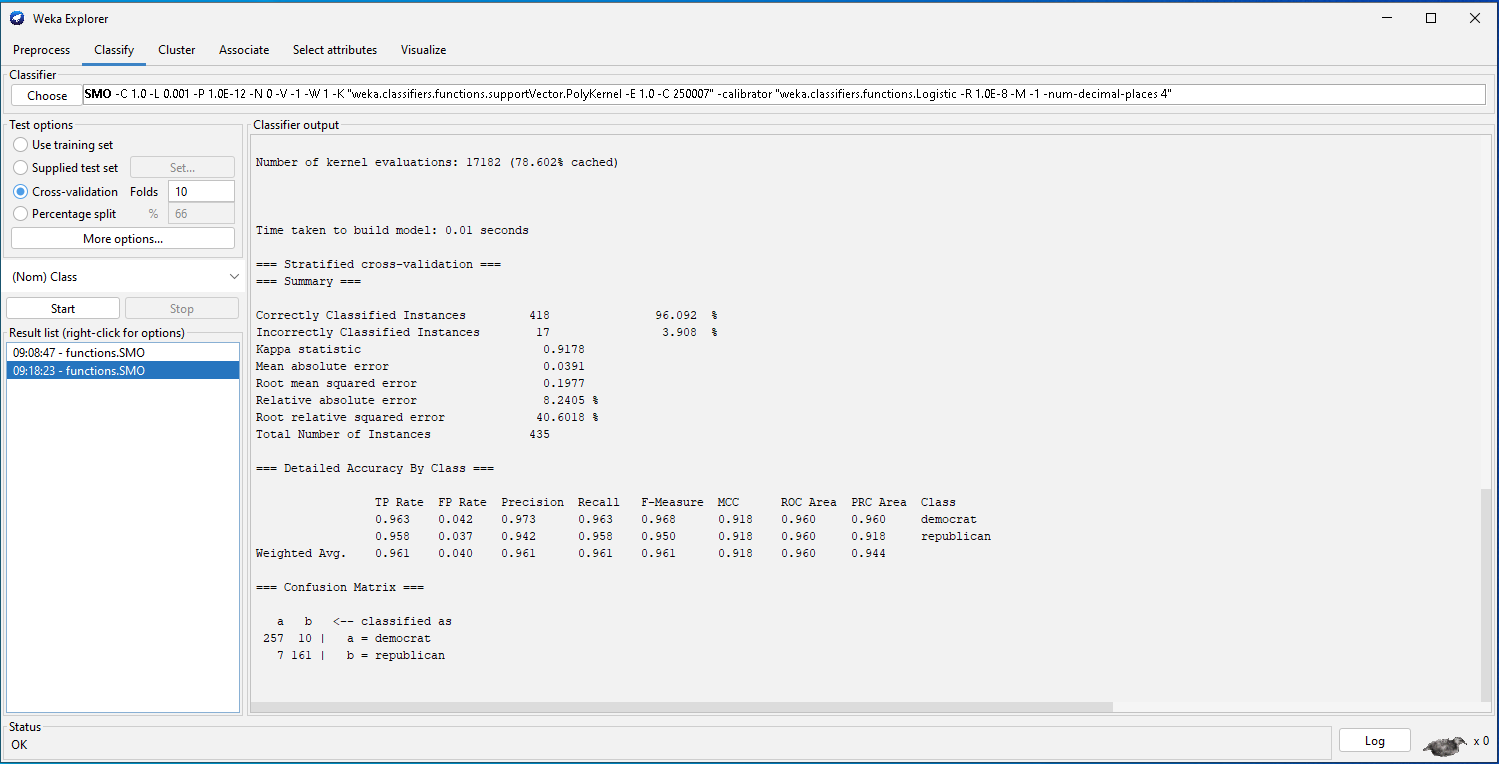 Weka Explorer
Preprocess Classify Cluster Associate Select attributes Visualize
Classifier
Choose SMO -C 1.0 -L 0.001 -P 1.0E-12 -N 0 -V -1 -W 1 -K "weka.classifiers.functions.supportVector.PolyKernel -E 1.0 -C 250007" -calibrator "weka.classifiers.functions.Logistic -R 1.0E-8 -M -1 -num-decimal-places 4"
Test options
Use training set
Supplied test set Set...
Cross-validation Folds 10
Percentage split % 66
More options...
(Nom) Class
Start Stop
Result list (right-click for options)
09:08:47 - functions.SMO
09:18:23 - functions.SMO
Classifier output
Number of kernel evaluations: 17182 (78.602% cached)
Time taken to build model: 0.01 seconds
=== Stratified cross-validation ===
=== Summary ===
Correctly Classified Instances 418 96.092 %
Incorrectly Classified Instances 17 3.908 %
Kappa statistic 0.9178
Mean absolute error 0.0391
Root mean squared error 0.1977
Relative absolute error 8.2405 %
Root relative squared error 40.6018 %
Total Number of Instances 435
=== Detailed Accuracy By Class ===
TP Rate FP Rate Precision Recall F-Measure MCC ROC Area PRC Area Class
0.963 0.042 0.973 0.963 0.968 0.918 0.960 0.960 democrat
0.958 0.037 0.942 0.958 0.950 0.918 0.960 0.918 republican
Weighted Avg. 0.961 0.040 0.961 0.961 0.961 0.918 0.960 0.944
=== Confusion Matrix ===
a b <-- classified as
257 10 | a = democrat
7 161 | b = republican
Status
OK
Log x 0